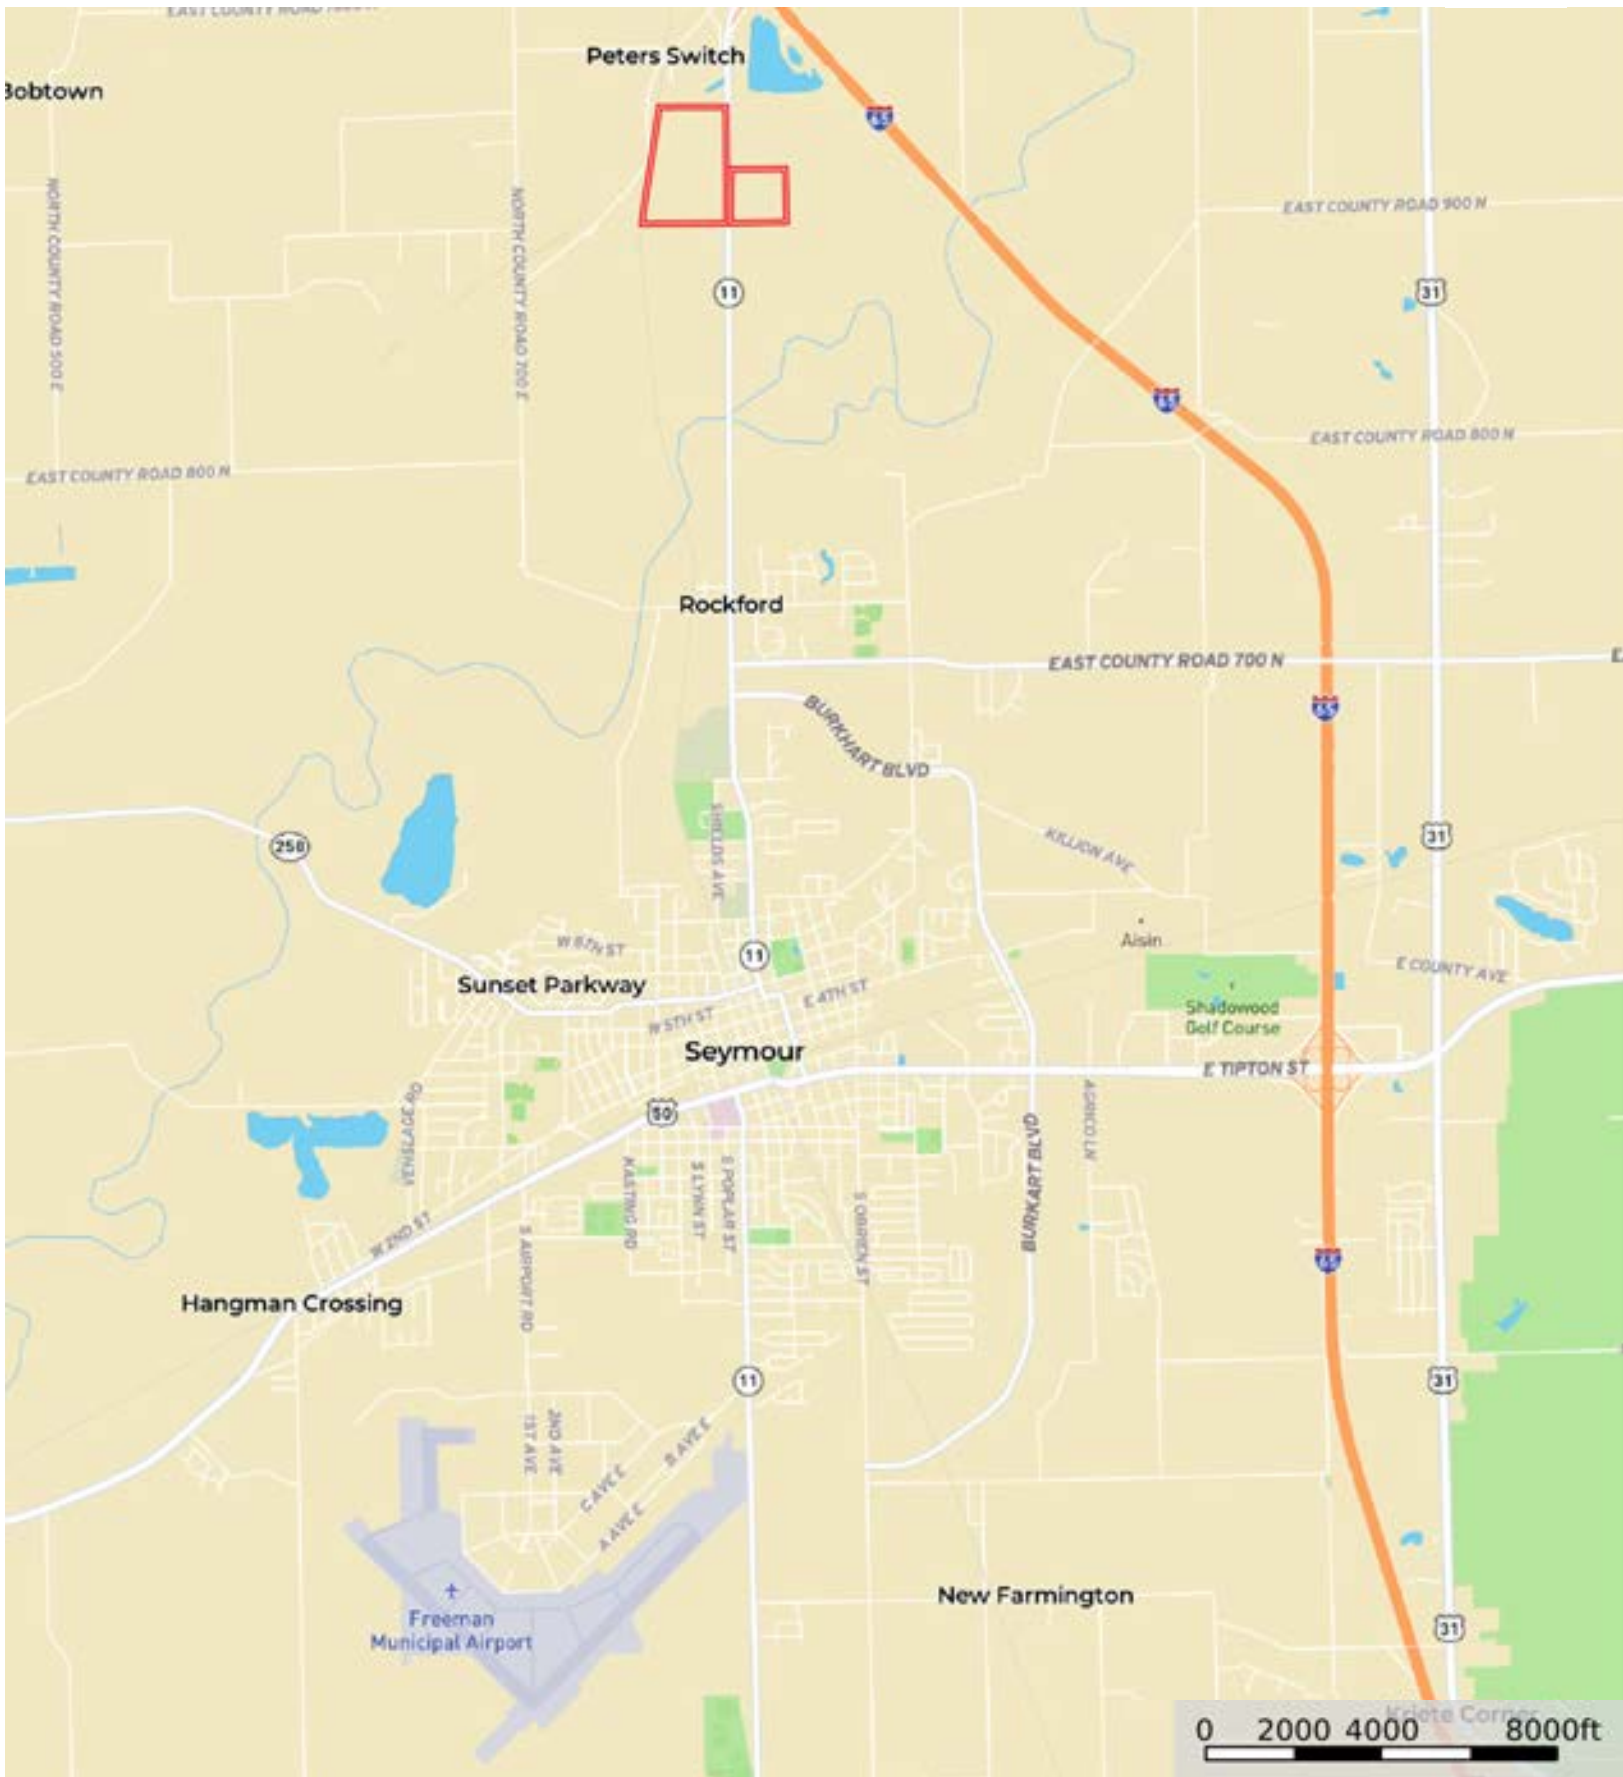 Peters Switch
Bobtown
65
EAST COUNTY ROAD 900 N
NORTH COUNTY ROAD 500 E
NORTH COUNTY ROAD 700 E
11
31
65
EAST COUNTY ROAD 800 N
EAST COUNTY ROAD 800 N
Rockford
EAST COUNTY ROAD 700 N
E
65
BURKHART BLVD
SHIELDS AVE
258
KILLION AVE
31
W 6TH ST
11
Aisin
E COUNTY AVE
Sunset Parkway
E 4TH ST
W 5TH ST
Shadowood
Golf Course
Seymour
E TIPTON ST
50
VEHSLAGE RD
AGRICO LN
BURKART BLVD
KASTING RD
S LYNN ST
S POPLAR ST
S OBRIEN ST
W 2ND ST
S AIRPORT RD
65
Hangman Crossing
11
31
1ST AVE
2ND AVE
B AVE E
C AVE E
A AVE E
Freeman
Municipal Airport
New Farmington
31
Kriete Corner
0 2000 4000 8000ft